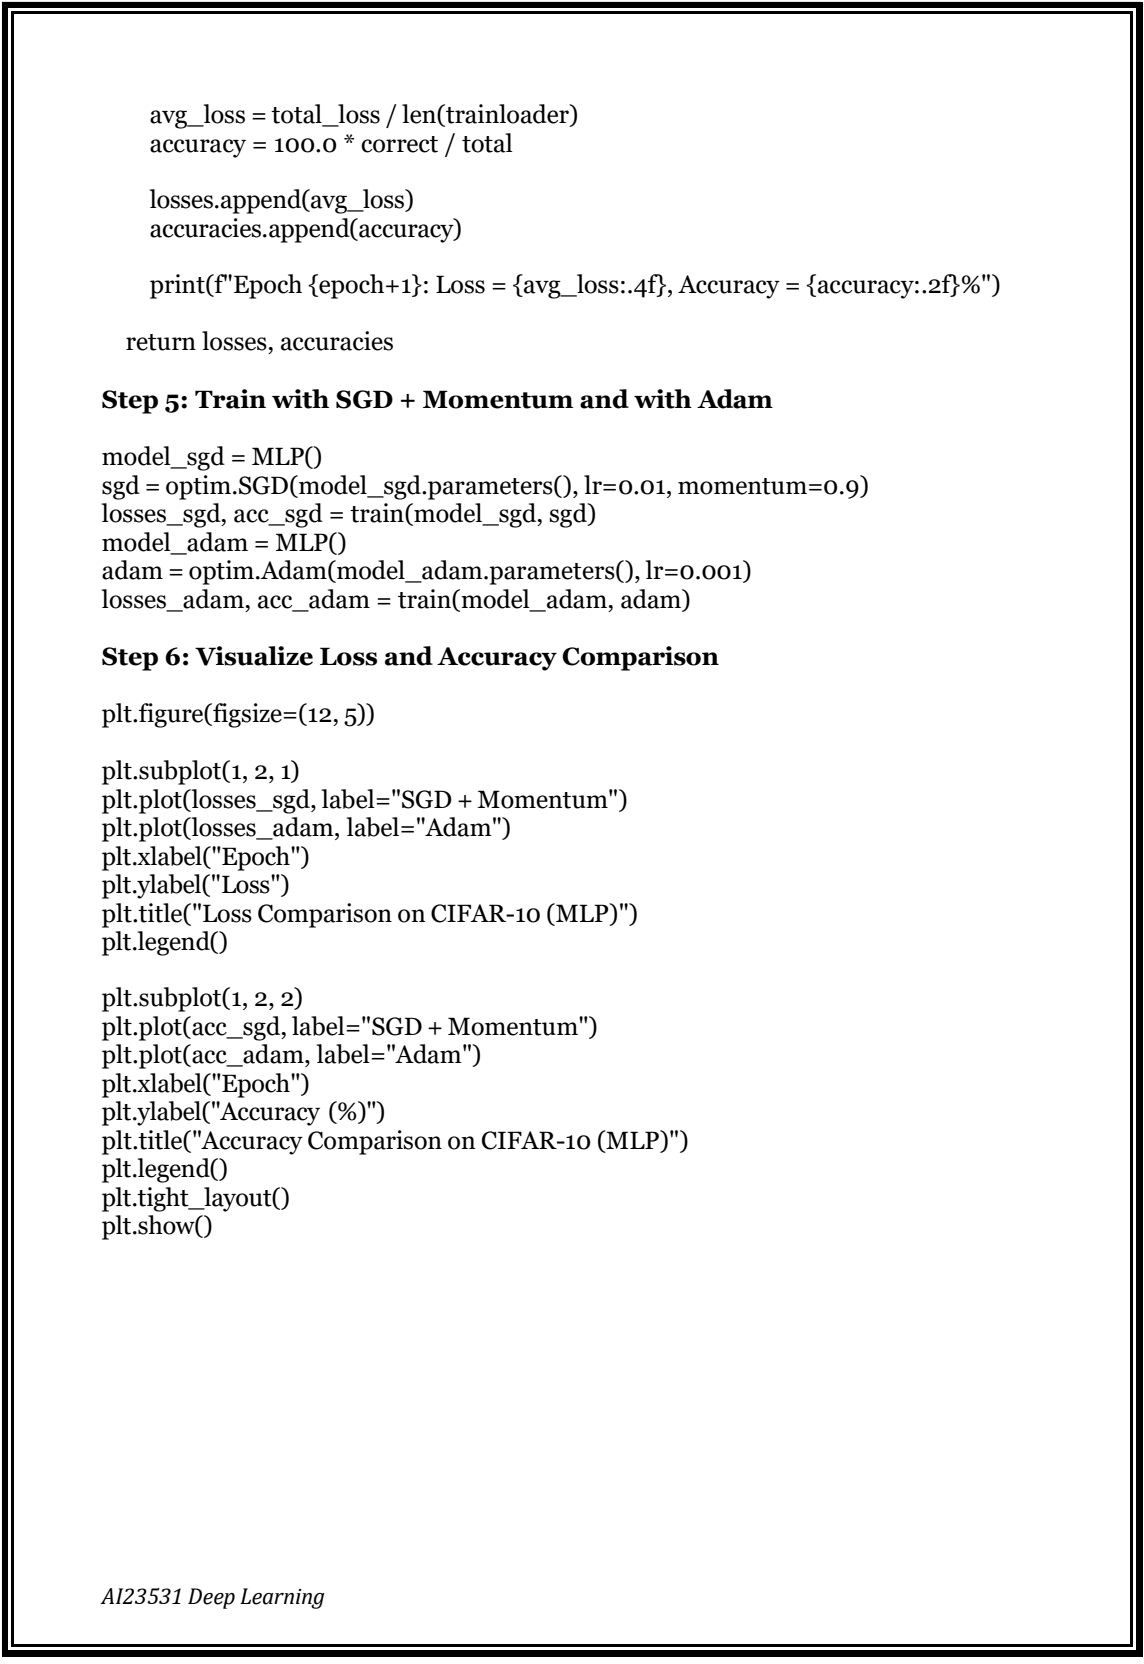 avg_loss = total_loss / len(trainloader)
accuracy = 100.0 * correct / total
losses.append(avg_loss)
accuracies.append(accuracy)
print(f"Epoch {epoch+1}: Loss = {avg_loss:.4f}, Accuracy = {accuracy:.2f}%")
return losses, accuracies
Step 5: Train with SGD + Momentum and with Adam
model_sgd = MLP()
sgd = optim.SGD(model_sgd.parameters(), lr=0.01, momentum=0.9)
losses_sgd, acc_sgd = train(model_sgd, sgd)
model_adam = MLP()
adam = optim.Adam(model_adam.parameters(), lr=0.001)
losses_adam, acc_adam = train(model_adam, adam)
Step 6: Visualize Loss and Accuracy Comparison
plt.figure(figsize=(12, 5))
plt.subplot(1, 2, 1)
plt.plot(losses_sgd, label="SGD + Momentum")
plt.plot(losses_adam, label="Adam")
plt.xlabel("Epoch")
plt.ylabel("Loss")
plt.title("Loss Comparison on CIFAR-10 (MLP)")
plt.legend()
plt.subplot(1, 2, 2)
plt.plot(acc_sgd, label="SGD + Momentum")
plt.plot(acc_adam, label="Adam")
plt.xlabel("Epoch")
plt.ylabel("Accuracy (%)")
plt.title("Accuracy Comparison on CIFAR-10 (MLP)")
plt.legend()
plt.tight_layout()
plt.show()
AI23531 Deep Learning